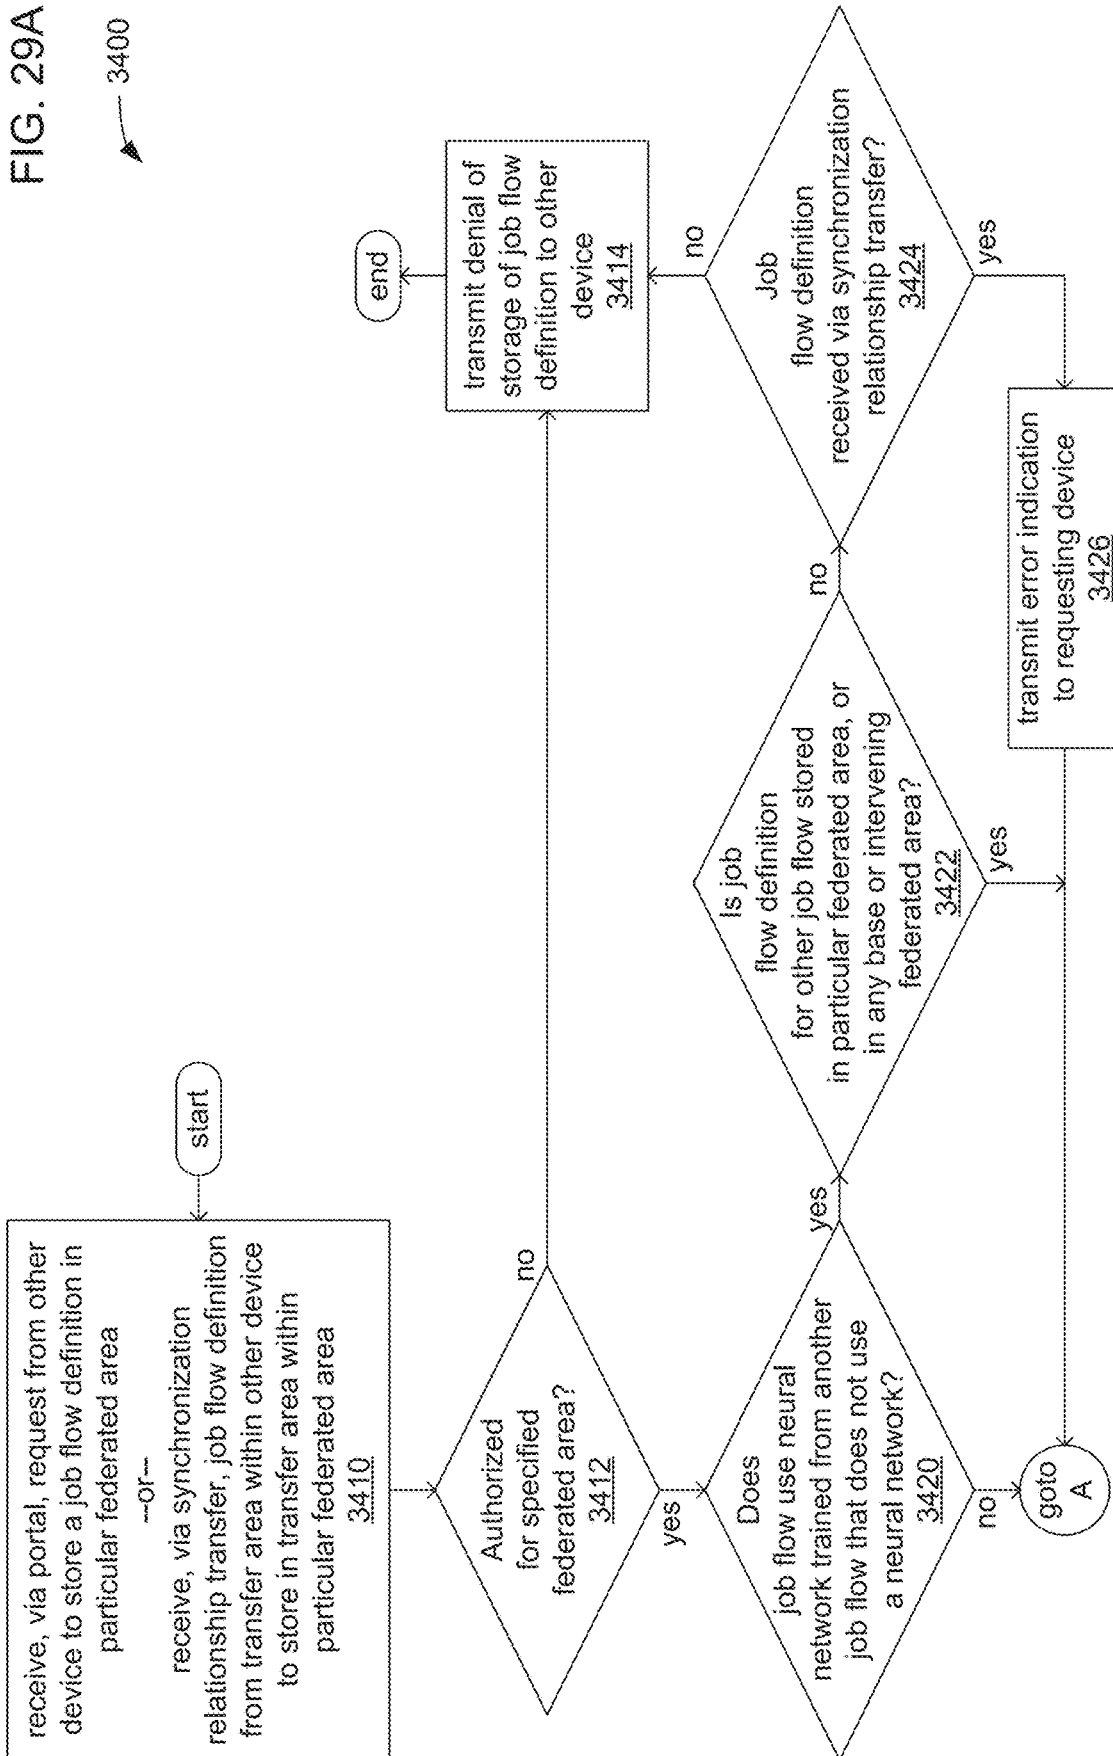 FIG. 29A
3400
start
receive, via portal, request from other
device to store a job flow definition in
particular federated area
--or--
receive, via synchronization
relationship transfer, job flow definition
from transfer area within other device
to store in transfer area within
particular federated area
3410
Authorized
for specified
federated area?
3412
no
yes
transmit denial of
storage of job flow
definition to other
device
3414
end
Does
job flow use neural
network trained from another
job flow that does not use
a neural network?
3420
yes
no
Is job
flow definition
for other job flow stored
in particular federated area, or
in any base or intervening
federated area?
3422
no
yes
Job
flow definition
received via synchronization
relationship transfer?
3424
no
yes
transmit error indication
to requesting device
3426
goto
A